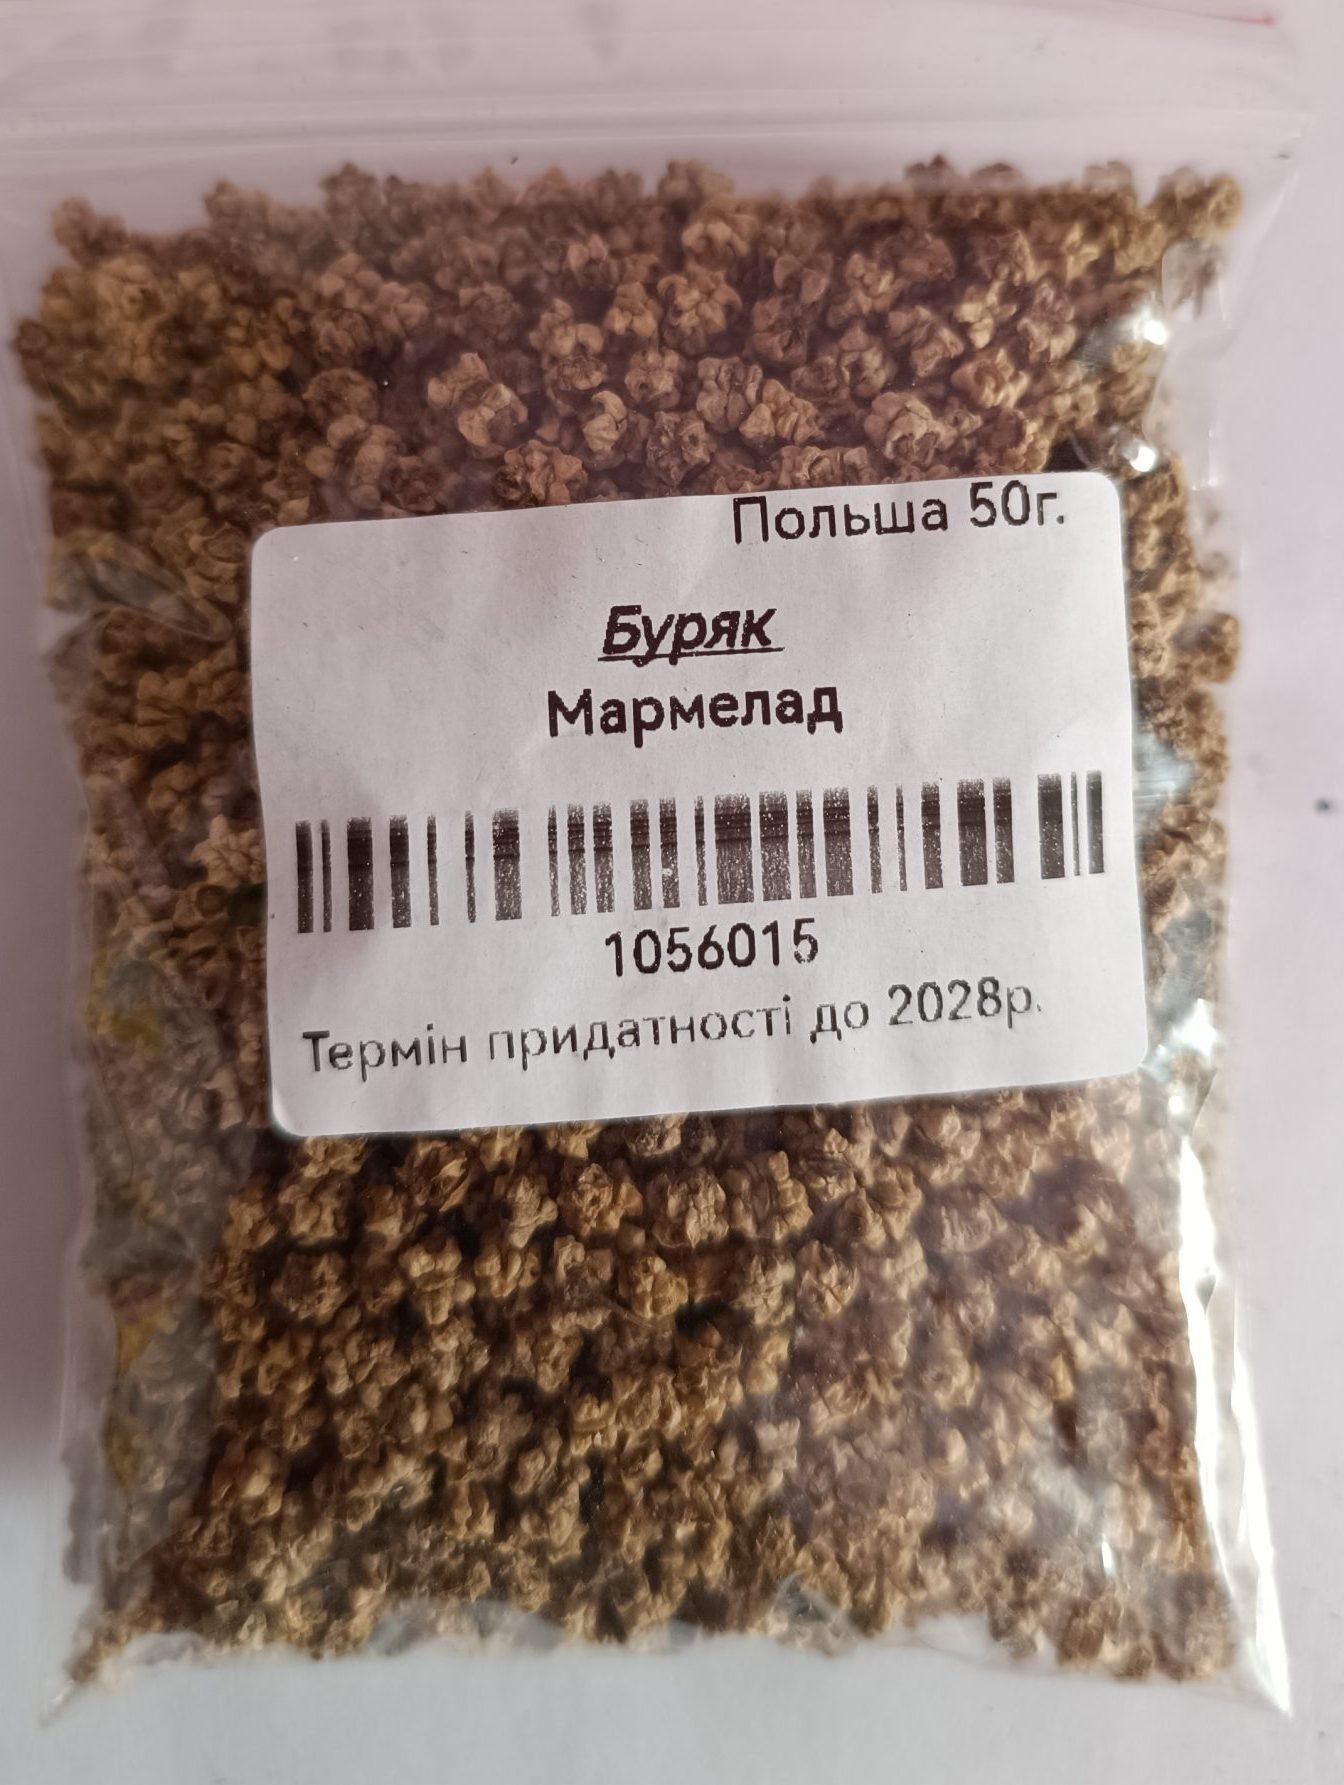 Польша 50г.
Буряк
Мармелад
1056015
Термін придатності до 2028р.